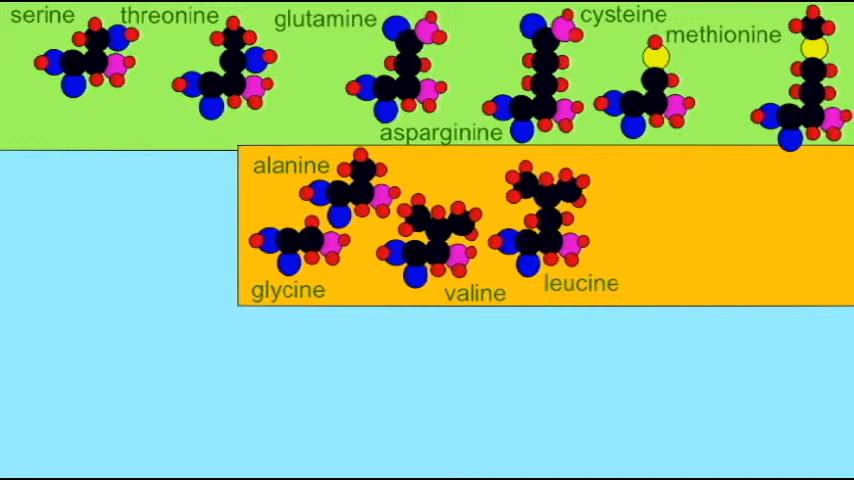 serine
threonine
glutamine
asparginine
cysteine
methionine
alanine
glycine
valine
leucine